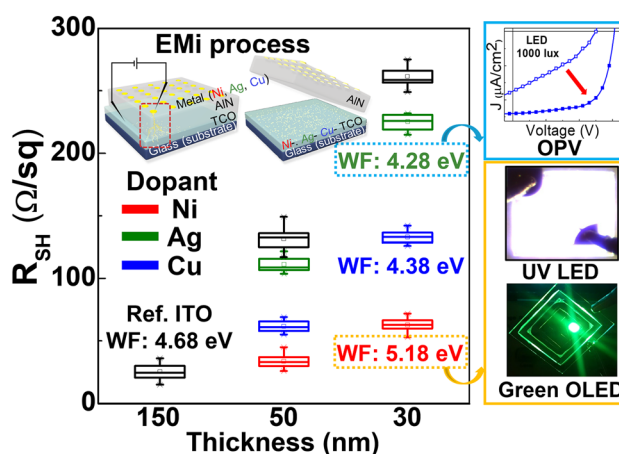 EMi process
Metal (Ni, Ag, Cu)
AlN
TCO
Glass (substrate)
AlN
Ni-, Ag-, Cu- TCO
Glass (substrate)
300
200
100
0
R_SH (Ω/sq)
Dopant
Ni
Ag
Cu
Ref. ITO
WF: 4.68 eV
WF: 4.28 eV
WF: 4.38 eV
WF: 5.18 eV
150
50
30
Thickness (nm)
LED
1000 lux
J (μA/cm²)
Voltage (V)
OPV
UV LED
Green OLED